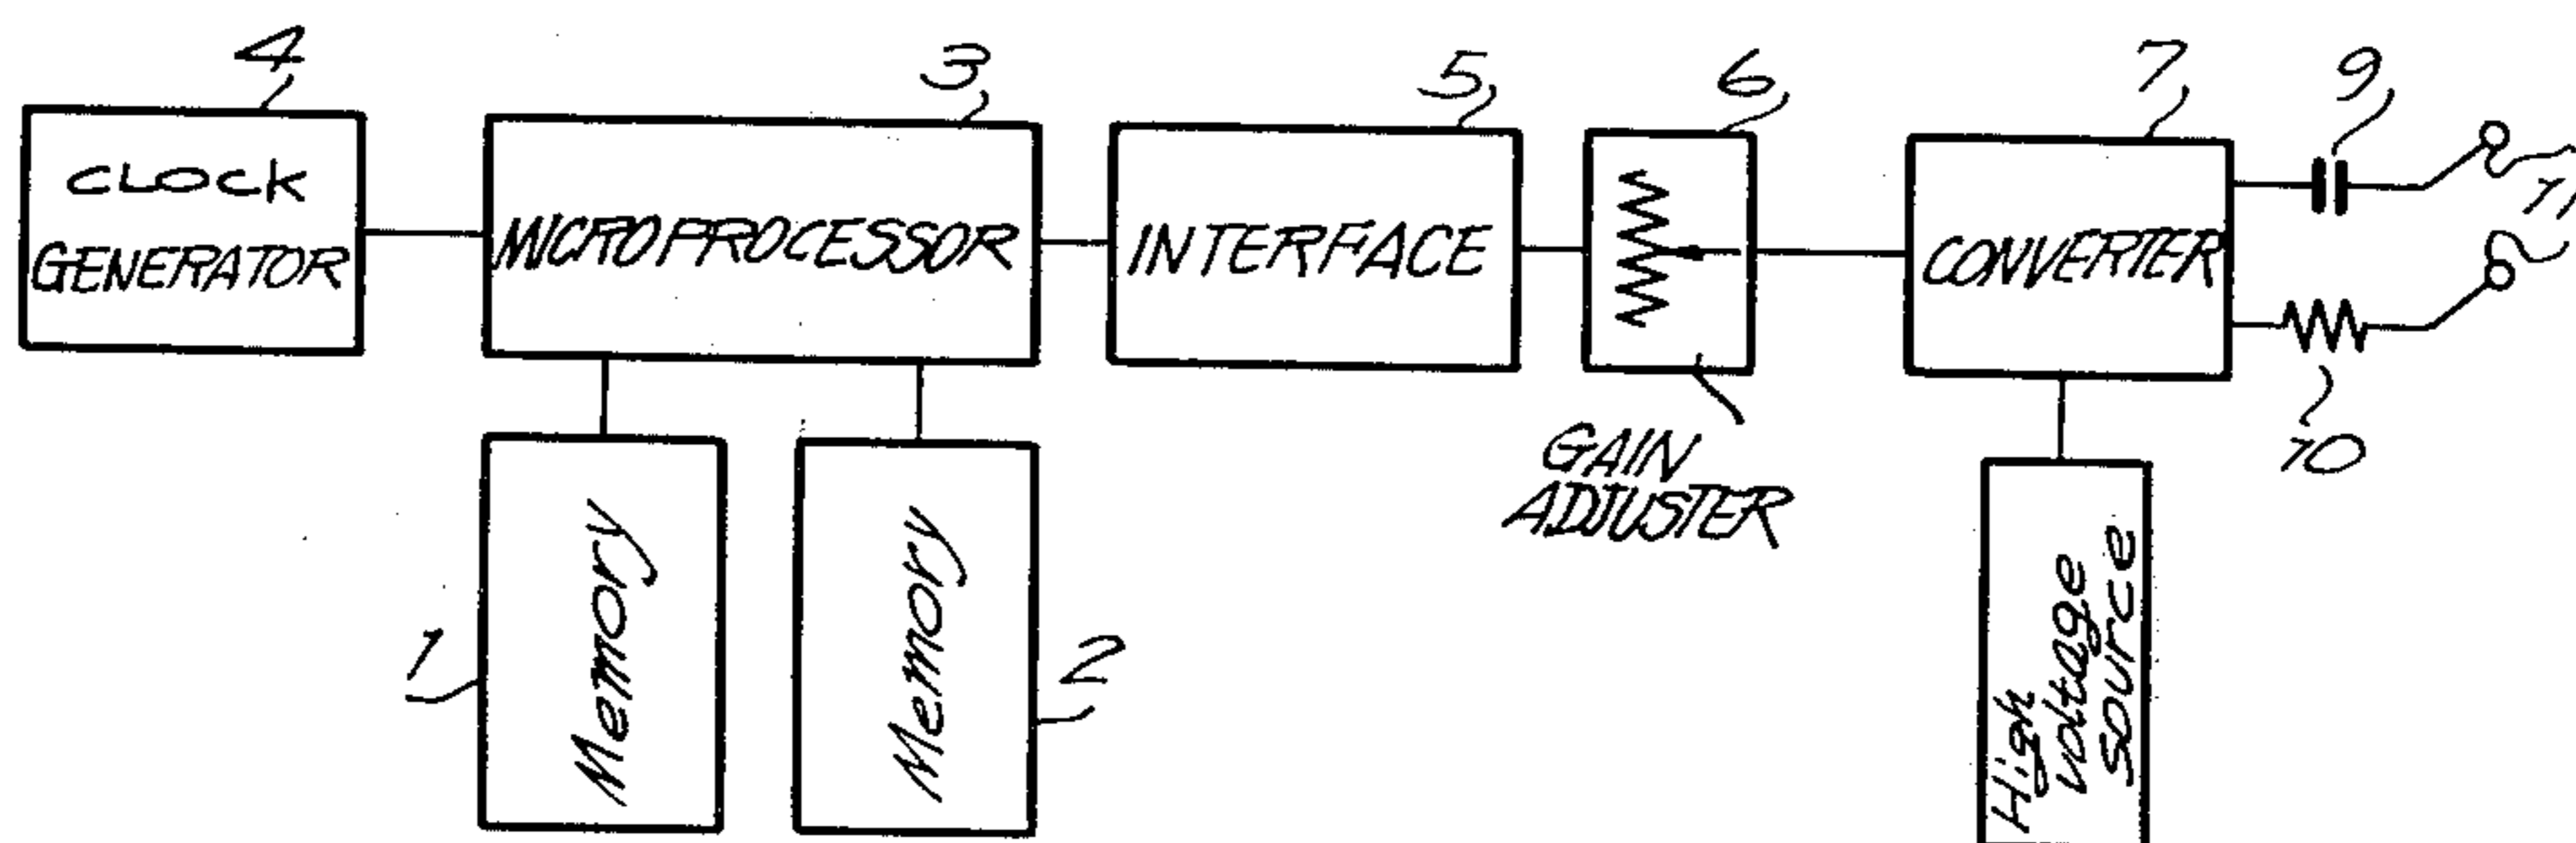 4
3
5
6
7
9
11
CLOCK
GENERATOR
MICROPROCESSOR
INTERFACE
CONVERTER
10
GAIN
ADJUSTER
1
Memory
Memory
2
High
voltage
source